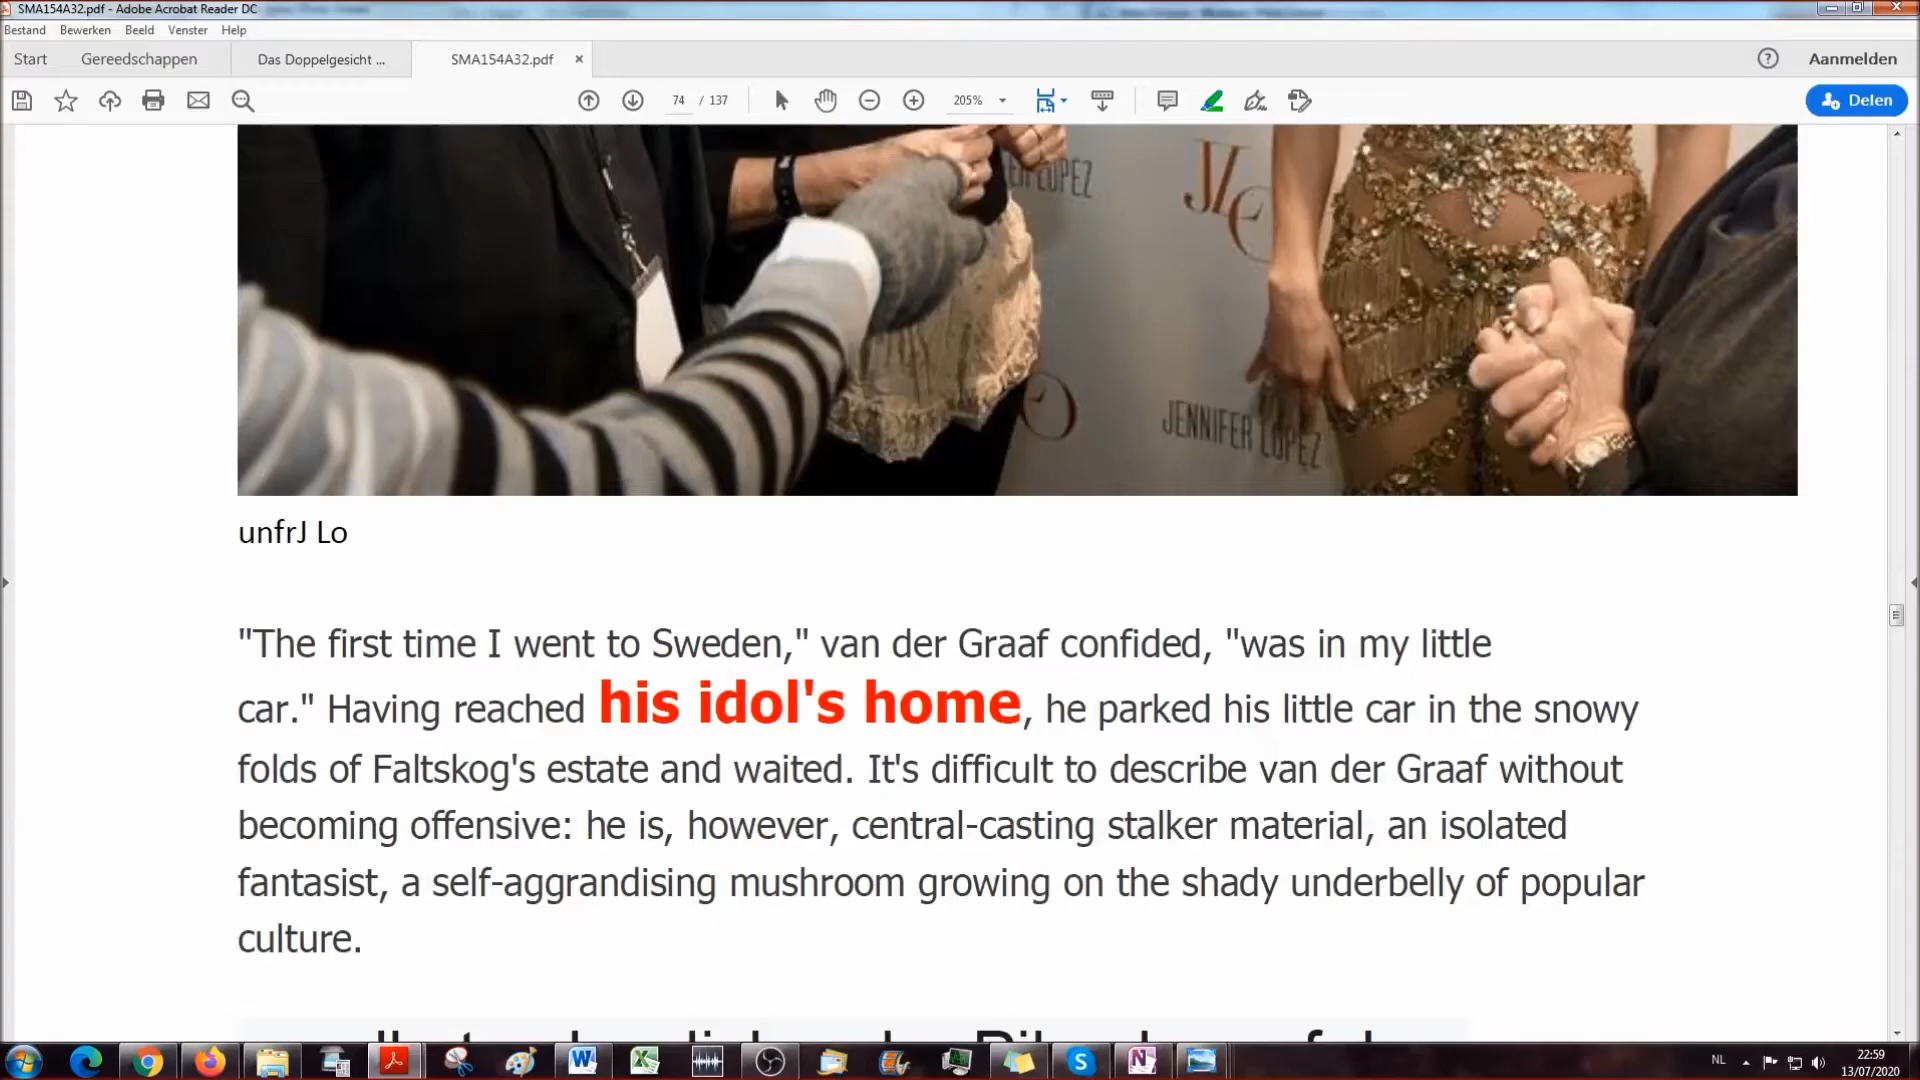 SMA154A32.pdf - Adobe Acrobat Reader DC
Bestand Bewerken Beeld Venster Help
Start Gereedschappen Das Doppelgesicht ... SMA154A32.pdf × Aanmelden
74 / 137 205% Delen
JENNIFER LOPEZ
unfrJ Lo
"The first time I went to Sweden," van der Graaf confided, "was in my little
car." Having reached his idol's home, he parked his little car in the snowy
folds of Faltskog's estate and waited. It's difficult to describe van der Graaf without
becoming offensive: he is, however, central-casting stalker material, an isolated
fantasist, a self-aggrandising mushroom growing on the shady underbelly of popular
culture.
NL 22:59
13/07/2020